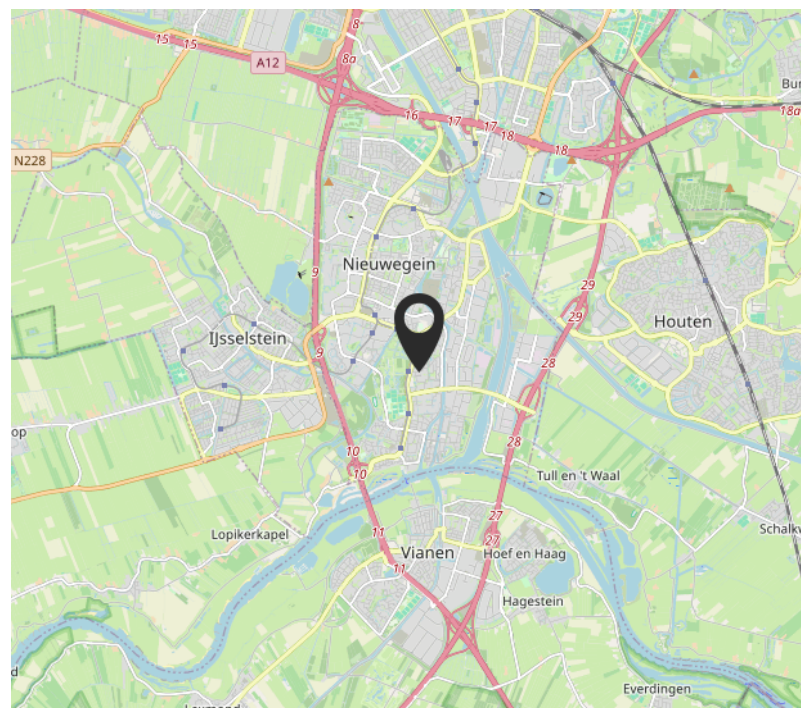 8
15
15
8a
A12
Bun
16
17
17
18
18
18a
N228
Nieuwegein
9
29
29
IJsselstein
Houten
9
28
op
28
10
10
Tull en 't Waal
27
Lopikerkapel
11
Vianen
27
Hoef en Haag
Schalkw
11
Hagestein
d
Everdingen